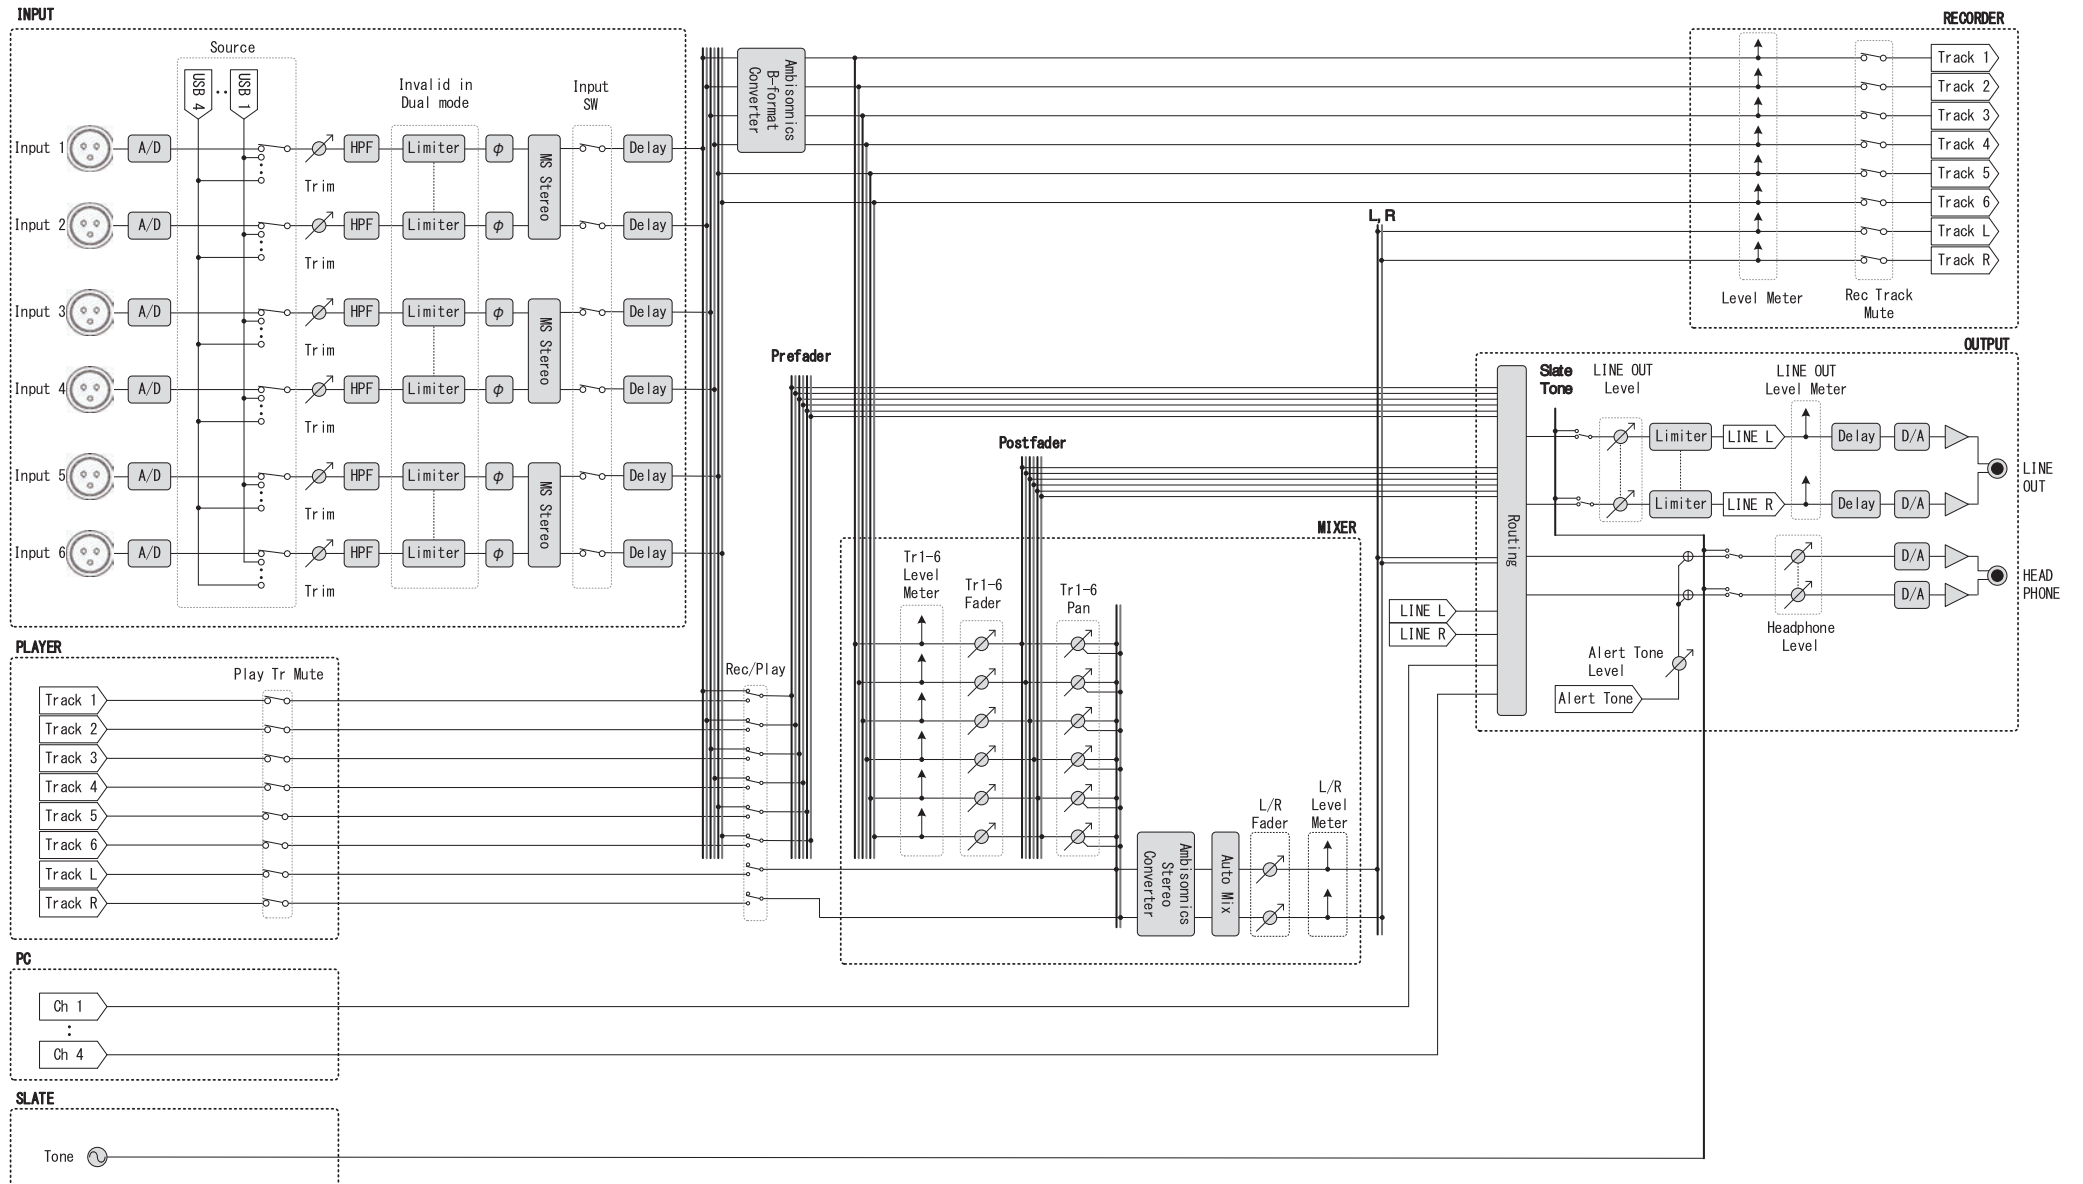 INPUT
Source
USB 4
USB 1
Invalid in
Dual mode
Input
SW
Input 1
A/D
Trim
HPF
Limiter
φ
MS Stereo
Delay
Input 2
A/D
Trim
HPF
Limiter
φ
Delay
Input 3
A/D
Trim
HPF
Limiter
φ
MS Stereo
Delay
Input 4
A/D
Trim
HPF
Limiter
φ
Delay
Input 5
A/D
Trim
HPF
Limiter
φ
MS Stereo
Delay
Input 6
A/D
Trim
HPF
Limiter
φ
Delay
Ambisonnics
B-format
Converter
RECORDER
Track 1
Track 2
Track 3
Track 4
Track 5
Track 6
Track L
Track R
Level Meter
Rec Track
Mute
L,R
Prefader
Postfader
PLAYER
Play Tr Mute
Track 1
Track 2
Track 3
Track 4
Track 5
Track 6
Track L
Track R
Rec/Play
MIXER
Tr1-6
Level
Meter
Tr1-6
Fader
Tr1-6
Pan
Ambisonnics
Stereo
Converter
Auto Mix
L/R
Fader
L/R
Level
Meter
OUTPUT
Routing
Slate
Tone
LINE OUT
Level
LINE OUT
Level Meter
Limiter
LINE L
Delay
D/A
Limiter
LINE R
Delay
D/A
LINE
OUT
D/A
D/A
HEAD
PHONE
Headphone
Level
LINE L
LINE R
Alert Tone
Level
Alert Tone
PC
Ch 1
Ch 4
SLATE
Tone